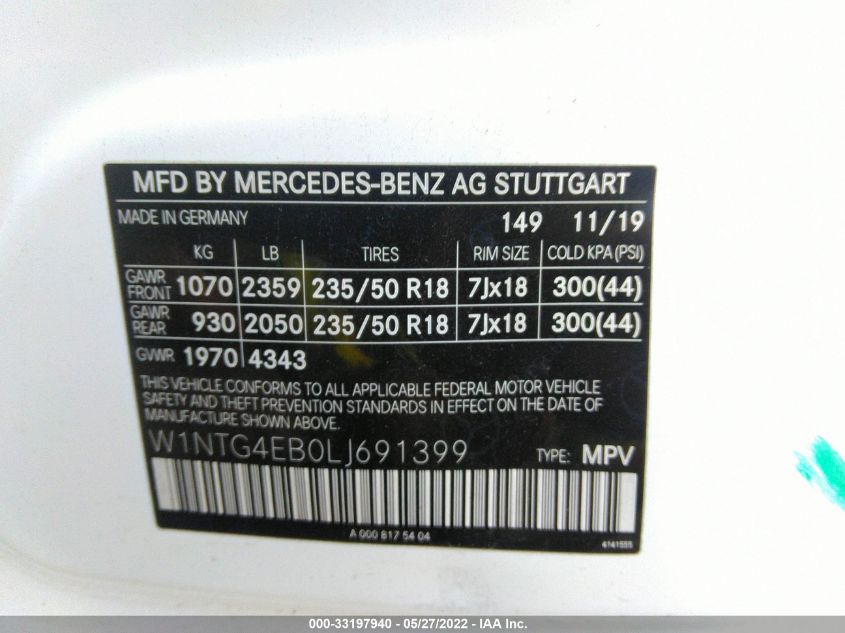 MFD BY MERCEDES-BENZ AG STUTTGART
MADE IN GERMANY 149 11/19
KG LB TIRES RIM SIZE COLD KPA (PSI)
GAWR FRONT 1070 2359 235/50 R18 7Jx18 300(44)
GAWR REAR 930 2050 235/50 R18 7Jx18 300(44)
GVWR 1970 4343
THIS VEHICLE CONFORMS TO ALL APPLICABLE FEDERAL MOTOR VEHICLE
SAFETY AND THEFT PREVENTION STANDARDS IN EFFECT ON THE DATE OF
MANUFACTURE SHOWN ABOVE.
W1NTG4EB0LJ691399 TYPE: MPV
A 000 817 54 04
4141555
000-33197940 - 05/27/2022 - IAA Inc.